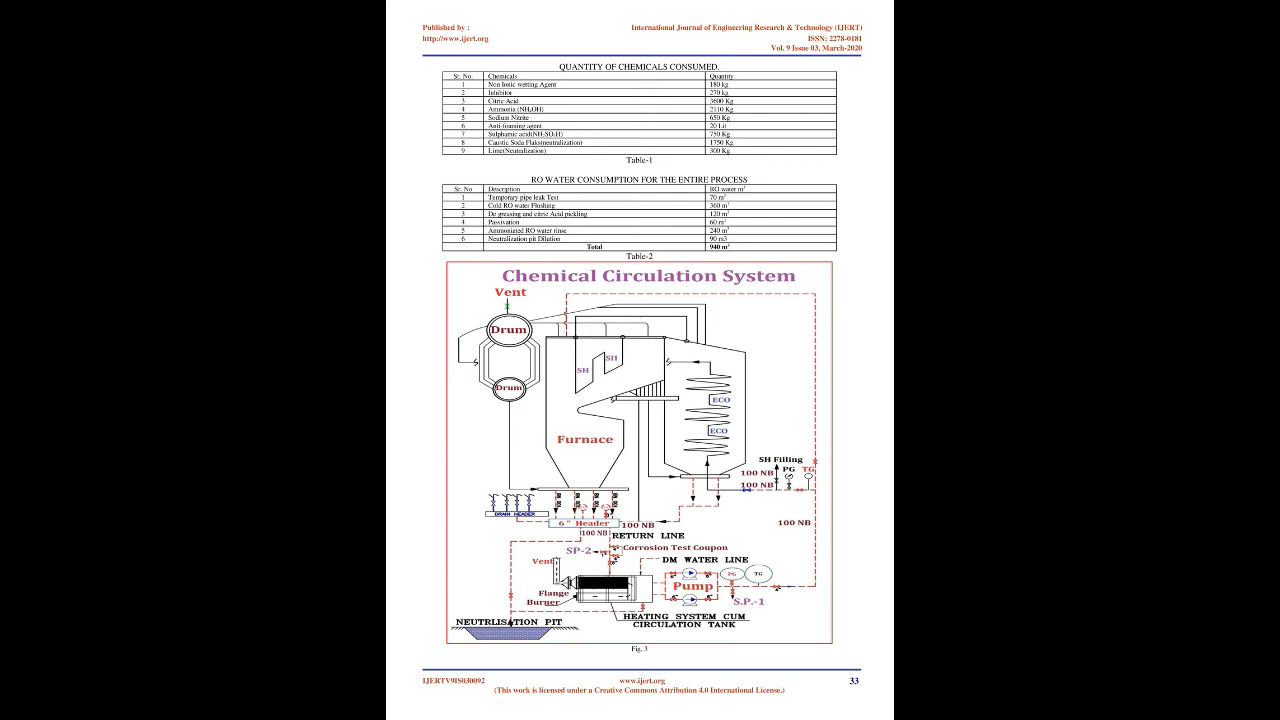 Published by :
http://www.ijert.org
International Journal of Engineering Research & Technology (IJERT)
ISSN: 2278-0181
Vol. 9 Issue 03, March-2020
QUANTITY OF CHEMICALS CONSUMED.
Sr. No. Chemicals Quantity
1 Non Ionic wetting Agent 180 kg
2 Inhibitor 270 kg
3 Citric Acid 3600 Kg
4 Ammonia (NH₄OH) 2110 Kg
5 Sodium Nitrite 650 Kg
6 Anti-foaming agent 20 Lit
7 Sulphamic acid(NH₂SO₃H) 750 Kg
8 Caustic Soda Flaks(neutralization) 1750 Kg
9 Lime(Neutralization) 300 Kg
Table-1
RO WATER CONSUMPTION FOR THE ENTIRE PROCESS
Sr. No Description RO water m³
1 Temporary pipe leak Test 70 m³
2 Cold RO water Flushing 360 m³
3 De greasing and citric Acid pickling 120 m³
4 Passivation 60 m³
5 Ammoniated RO water rinse 240 m³
6 Neutralization pit Dilution 90 m3
Total 940 m³
Table-2
Chemical Circulation System
Vent
Drum
SH
SH
Drum
ECO
ECO
Furnace
SH Filling
100 NB PG TG
100 NB
DRAIN HEADER
6 " Header
100 NB
100 NB
100 NB
RETURN LINE
SP-2
Corrosion Test Coupon
Vent
DM WATER LINE
PG
TG
Pump
Flange
Burner
S.P.-1
NEUTRLISATION PIT
HEATING SYSTEM CUM
CIRCULATION TANK
Fig. 3
IJERTV9IS030092
www.ijert.org
33
(This work is licensed under a Creative Commons Attribution 4.0 International License.)